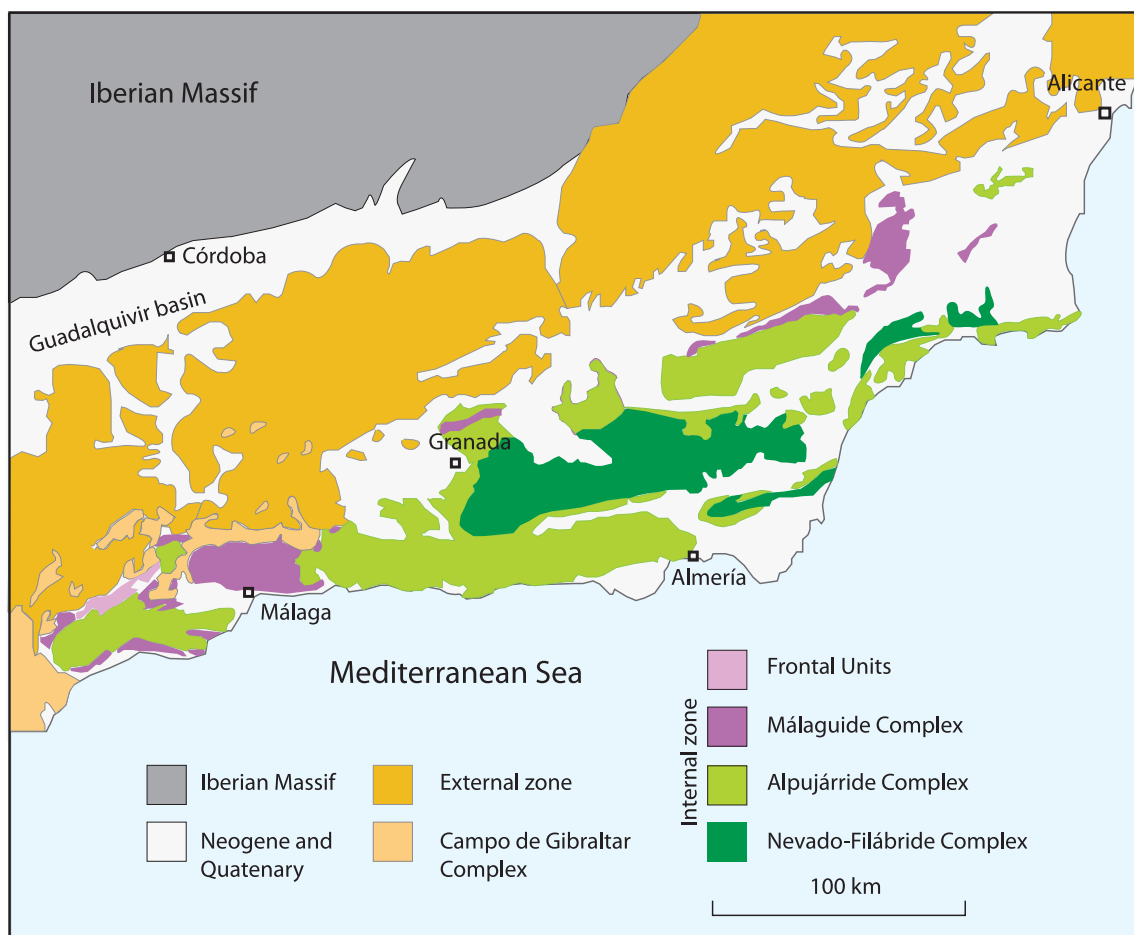 Iberian Massif
Alicante
Córdoba
Guadalquivir basin
Granada
Almería
Málaga
Mediterranean Sea
Internal zone
Frontal Units
Málaguide Complex
Alpujárride Complex
Nevado-Filábride Complex
Iberian Massif
External zone
Neogene and
Quatenary
Campo de Gibraltar
Complex
100 km